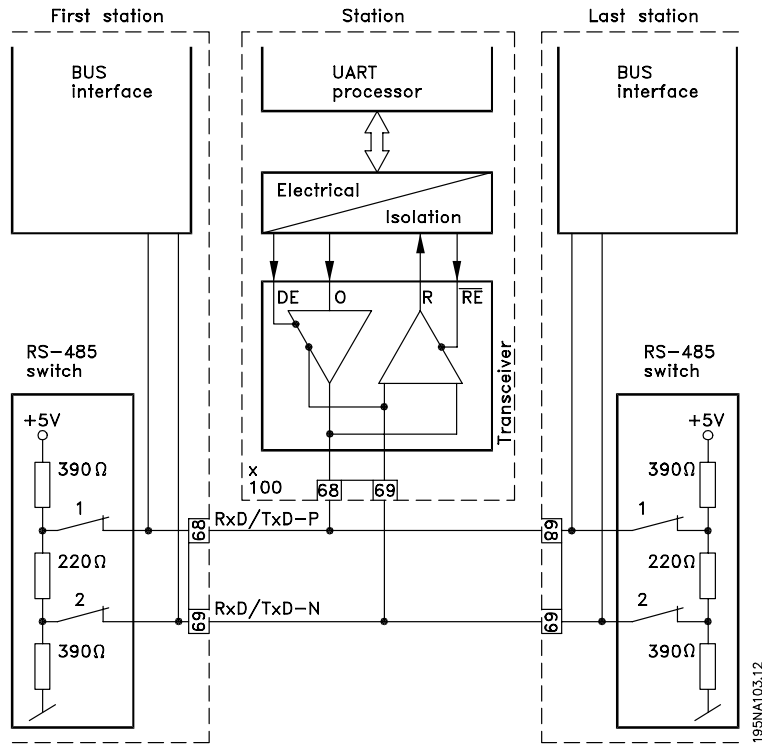 First station
Station
Last station
BUS
interface
UART
processor
BUS
interface
Electrical
Isolation
DE
O
R
RE
Transceiver
RS-485
switch
RS-485
switch
+5V
390Ω
1
220Ω
2
390Ω
x
100
68
69
68
RxD/TxD-P
69
RxD/TxD-N
68
69
+5V
390Ω
1
220Ω
2
390Ω
195NA103.12